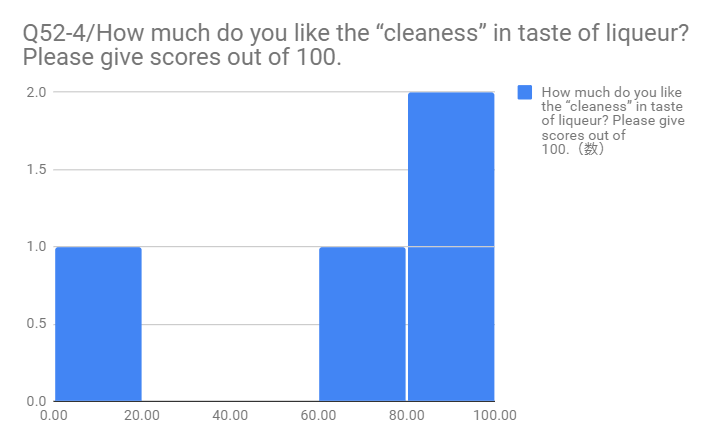 Q52-4/How much do you like the “cleaness” in taste of liqueur?
Please give scores out of 100.
2.0
1.5
1.0
0.5
0.0
0.00 20.00 40.00 60.00 80.00 100.00
How much do you like
the “cleaness” in taste
of liqueur? Please give
scores out of
100.（数）